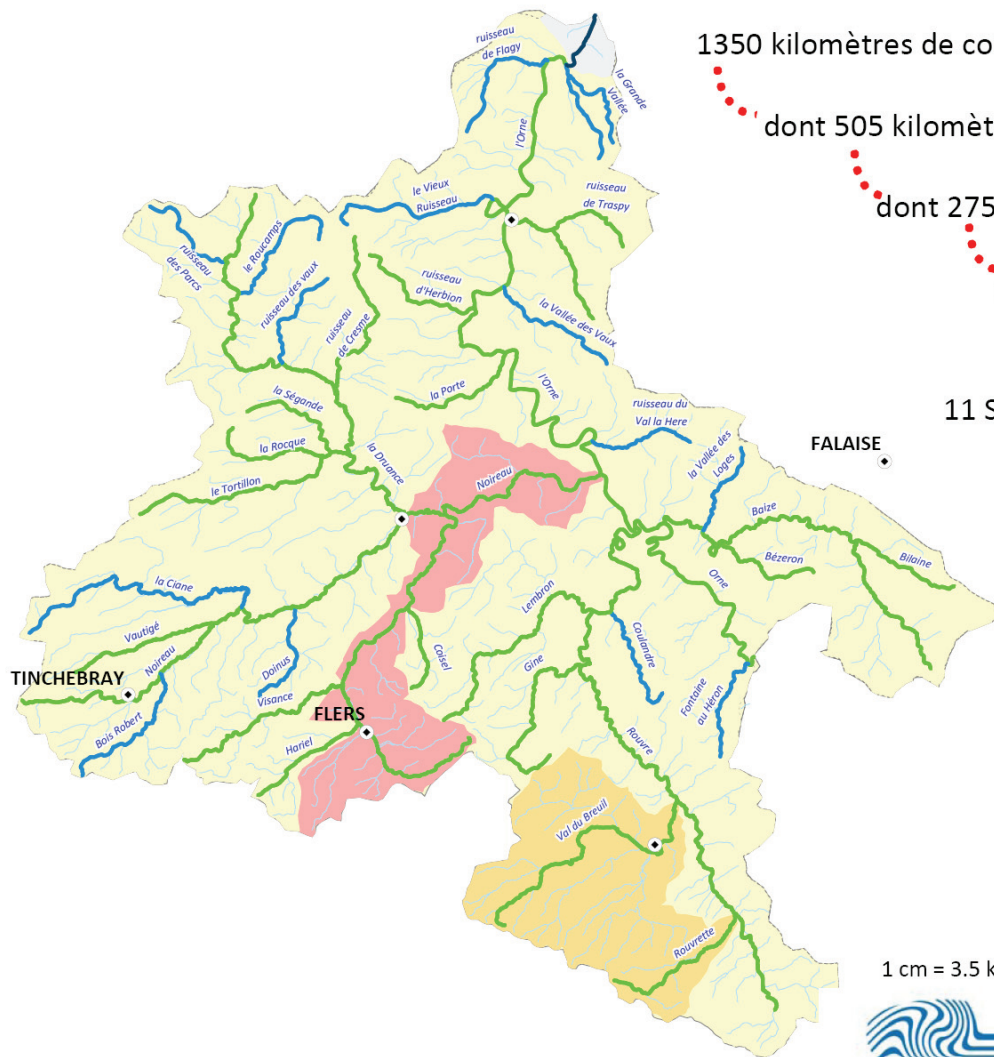 1350 kilomètres de co
dont 505 kilomèt
dont 275
11 S
ruisseau
de Flagy
la Grande
Vallée
l'Orne
le Vieux
Ruisseau
ruisseau
de Traspy
ruisseau
des Parcs
le Roucamps
ruisseau des vaux
ruisseau
de Cresme
ruisseau
d'Herbion
la Vallée des Vaux
la Porte
l'Orne
ruisseau du
Val la Here
la Vallée des
Loges
FALAISE
la Ségande
la Rocque
le Tortillon
la Druance
Noireau
Baize
Bézeron
Bilaine
Orne
la Ciane
Vautigé
Noireau
Doinus
Visance
TINCHEBRAY
Bois Robert
Hariel
FLERS
Coisel
Lembron
Gine
Coulandre
Fontaine
au Héron
Rouvre
Val du Breuil
Rouvrette
1 cm = 3.5 k